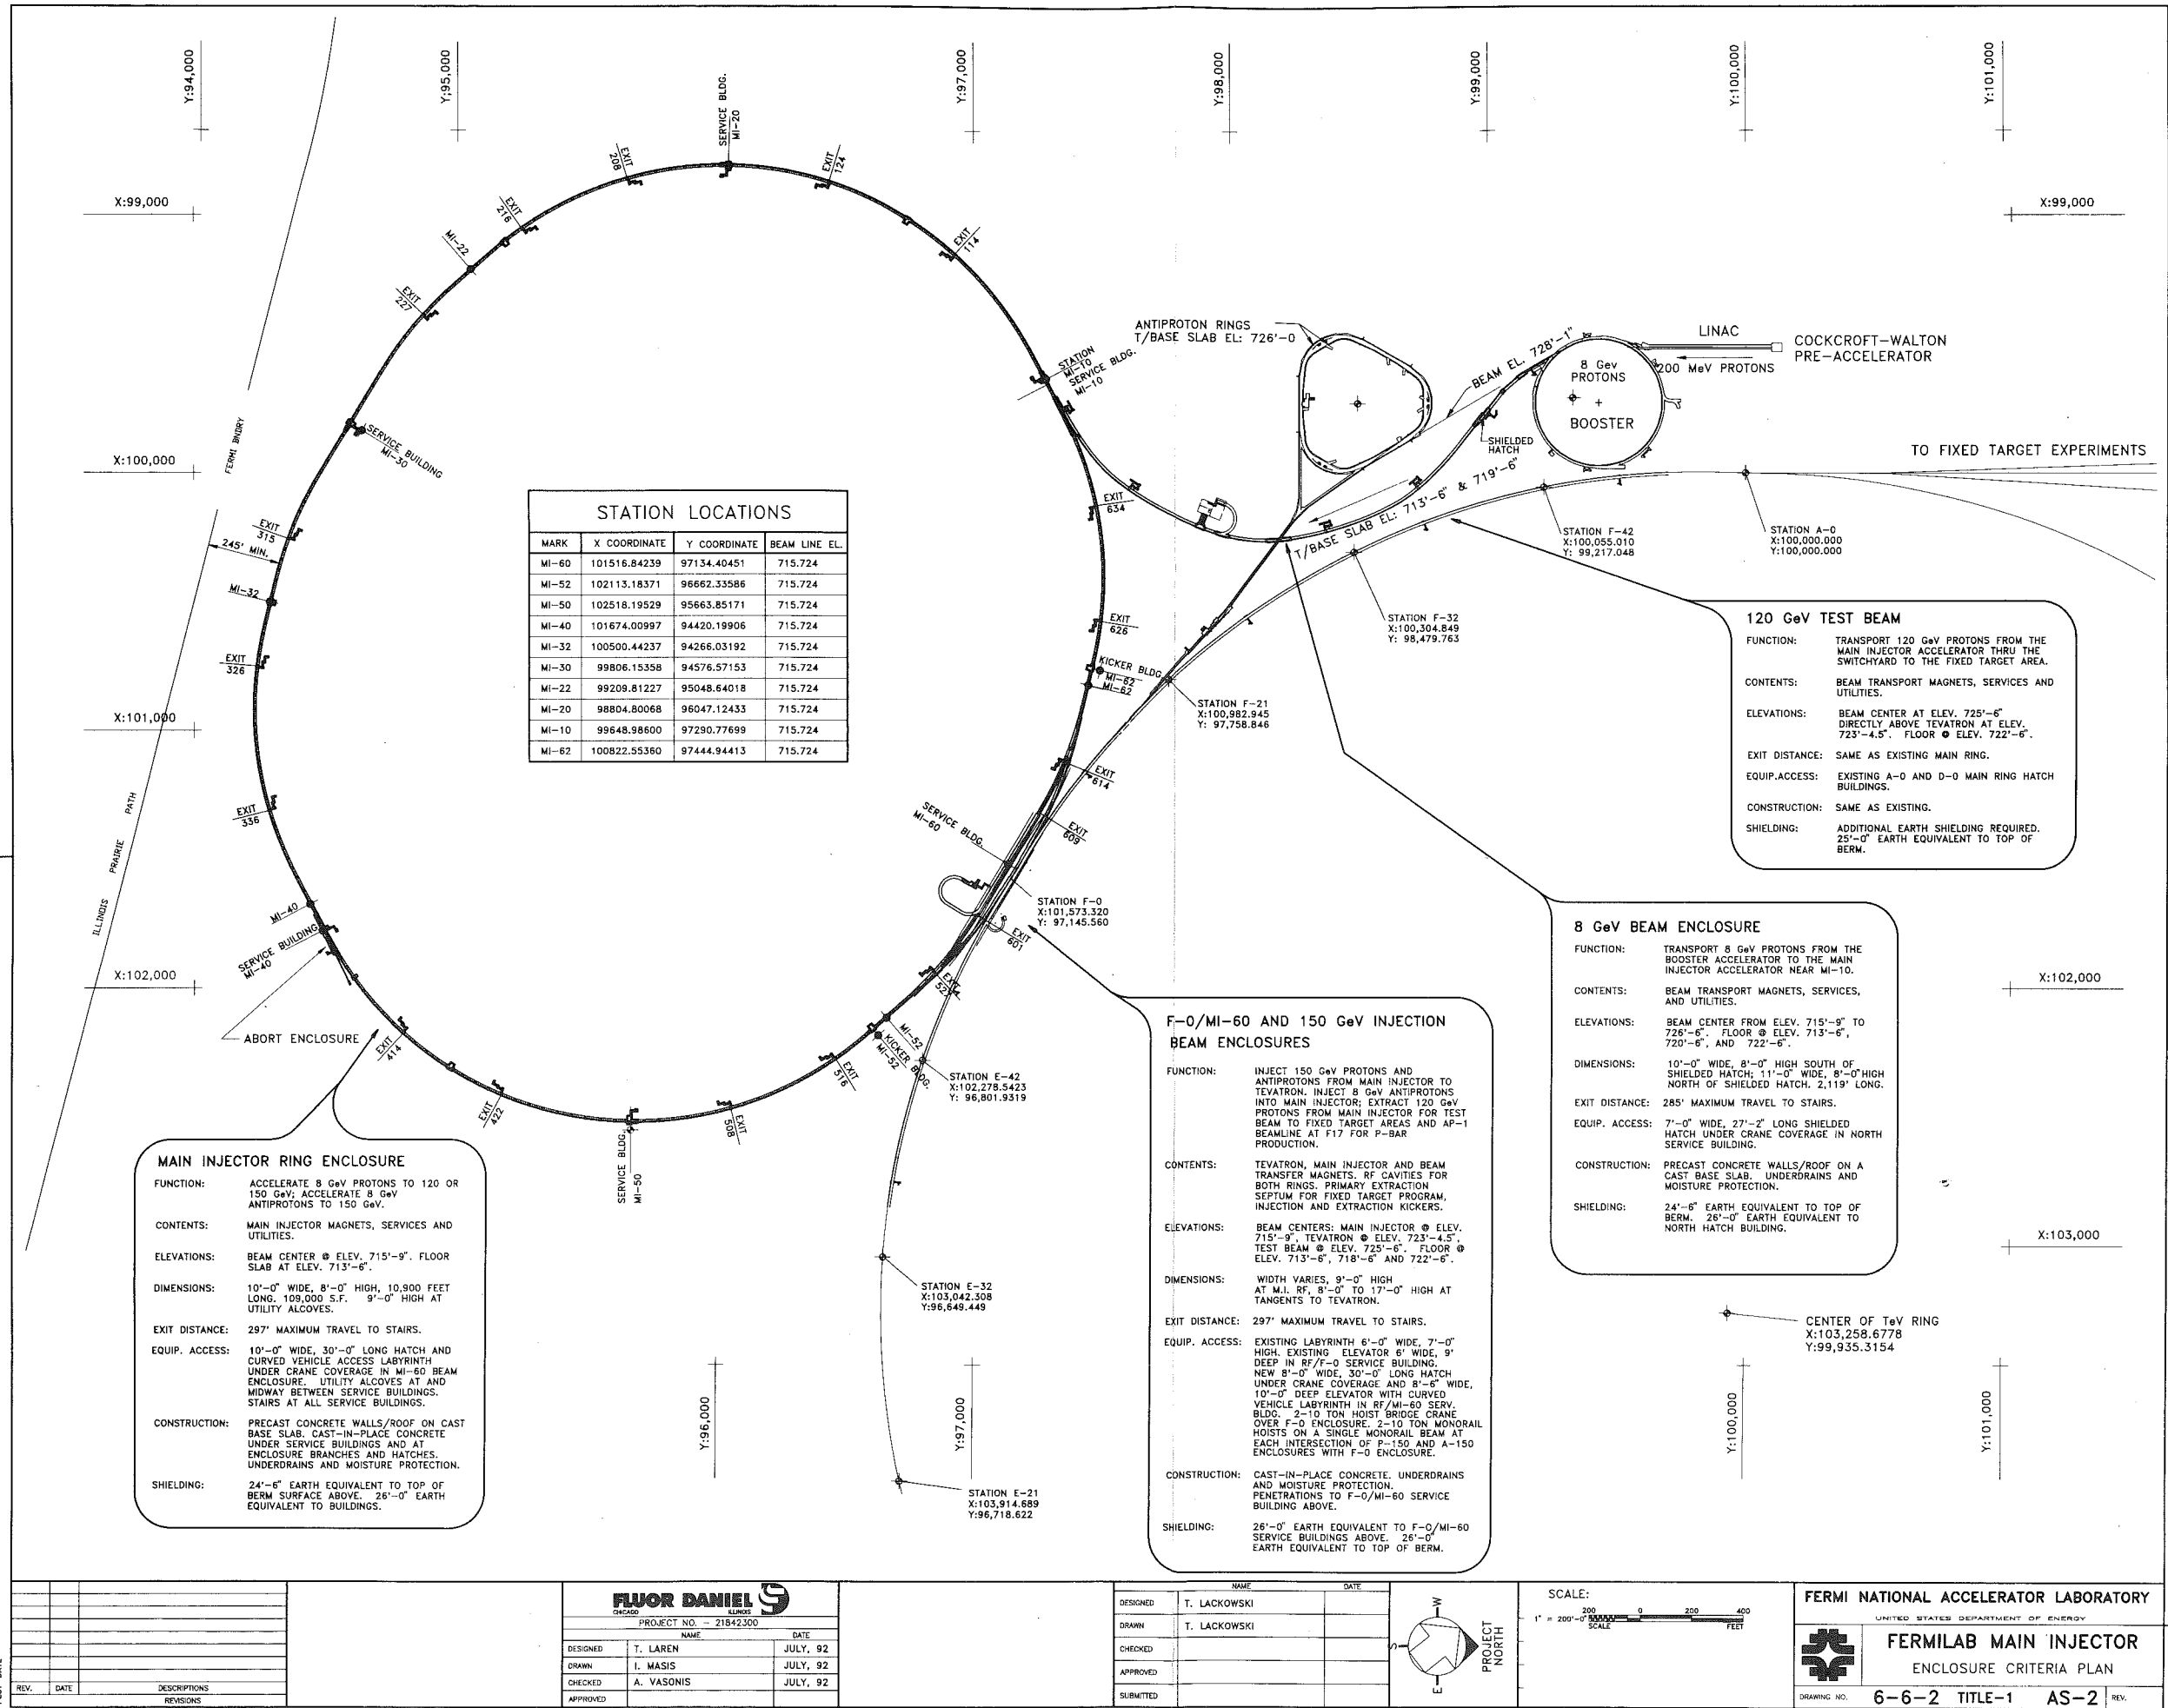 Y:94,000
Y:95,000
Y:97,000
Y:98,000
Y:99,000
Y:100,000
Y:101,000
X:99,000
X:99,000
X:100,000
X:101,000
X:102,000
X:102,000
X:103,000
Y:96,000
Y:97,000
Y:100,000
Y:101,000
SERVICE BLDG.
MI-20
EXIT
208
EXIT
124
EXIT
216
EXIT
114
MI-22
EXIT
227
STATION
MI-10
SERVICE BLDG.
MI-10
SERVICE BUILDING
MI-30
FERMI BNDRY
EXIT
315
245' MIN.
MI-32
EXIT
326
EXIT
336
ILLINOIS PRAIRIE PATH
MI-40
SERVICE BUILDING
MI-40
ABORT ENCLOSURE
EXIT
414
EXIT
422
SERVICE BLDG.
MI-50
EXIT
508
EXIT
516
MI-52
KICKER BLDG.
MI-52
EXIT
522
EXIT
601
EXIT
609
EXIT
614
SERVICE BLDG.
MI-60
KICKER BLDG.
MI-62
MI-62
EXIT
626
EXIT
634
ANTIPROTON RINGS
T/BASE SLAB EL: 726'-0
BEAM EL. 728'-1"
LINAC
COCKCROFT-WALTON
PRE-ACCELERATOR
200 MeV PROTONS
8 Gev
PROTONS
BOOSTER
SHIELDED
HATCH
T/BASE SLAB EL: 713'-6" & 719'-6"
TO FIXED TARGET EXPERIMENTS
STATION F-42
X:100,055.010
Y: 99,217.048
STATION A-0
X:100,000.000
Y:100,000.000
STATION F-32
X:100,304.849
Y: 98,479.763
STATION F-21
X:100,982.945
Y: 97,758.846
STATION F-0
X:101,573.320
Y: 97,145.560
STATION E-42
X:102,278.5423
Y: 96,801.9319
STATION E-32
X:103,042.308
Y:96,649.449
STATION E-21
X:103,914.689
Y:96,718.622
CENTER OF TeV RING
X:103,258.6778
Y:99,935.3154
STATION LOCATIONS
MARK X COORDINATE Y COORDINATE BEAM LINE EL.
MI-60 101516.84239 97134.40451 715.724
MI-52 102113.18371 96662.33586 715.724
MI-50 102518.19529 95663.85171 715.724
MI-40 101674.00997 94420.19906 715.724
MI-32 100500.44237 94266.03192 715.724
MI-30 99806.15358 94576.57153 715.724
MI-22 99209.81227 95048.64018 715.724
MI-20 98804.80068 96047.12433 715.724
MI-10 99648.98600 97290.77699 715.724
MI-62 100822.55360 97444.94413 715.724
120 GeV TEST BEAM
FUNCTION: TRANSPORT 120 GeV PROTONS FROM THE
MAIN INJECTOR ACCELERATOR THRU THE
SWITCHYARD TO THE FIXED TARGET AREA.
CONTENTS: BEAM TRANSPORT MAGNETS, SERVICES AND
UTILITIES.
ELEVATIONS: BEAM CENTER AT ELEV. 725'-6"
DIRECTLY ABOVE TEVATRON AT ELEV.
723'-4.5". FLOOR @ ELEV. 722'-6".
EXIT DISTANCE: SAME AS EXISTING MAIN RING.
EQUIP.ACCESS: EXISTING A-0 AND D-0 MAIN RING HATCH
BUILDINGS.
CONSTRUCTION: SAME AS EXISTING.
SHIELDING: ADDITIONAL EARTH SHIELDING REQUIRED.
25'-0" EARTH EQUIVALENT TO TOP OF
BERM.
8 GeV BEAM ENCLOSURE
FUNCTION: TRANSPORT 8 GeV PROTONS FROM THE
BOOSTER ACCELERATOR TO THE MAIN
INJECTOR ACCELERATOR NEAR MI-10.
CONTENTS: BEAM TRANSPORT MAGNETS, SERVICES,
AND UTILITIES.
ELEVATIONS: BEAM CENTER FROM ELEV. 715'-9" TO
726'-6". FLOOR @ ELEV. 713'-6",
720'-6", AND 722'-6".
DIMENSIONS: 10'-0" WIDE, 8'-0" HIGH SOUTH OF
SHIELDED HATCH; 11'-0" WIDE, 8'-0"HIGH
NORTH OF SHIELDED HATCH. 2,119' LONG.
EXIT DISTANCE: 285' MAXIMUM TRAVEL TO STAIRS.
EQUIP. ACCESS: 7'-0" WIDE, 27'-2" LONG SHIELDED
HATCH UNDER CRANE COVERAGE IN NORTH
SERVICE BUILDING.
CONSTRUCTION: PRECAST CONCRETE WALLS/ROOF ON A
CAST BASE SLAB. UNDERDRAINS AND
MOISTURE PROTECTION.
SHIELDING: 24'-6" EARTH EQUIVALENT TO TOP OF
BERM. 26'-0" EARTH EQUIVALENT TO
NORTH HATCH BUILDING.
F-0/MI-60 AND 150 GeV INJECTION
BEAM ENCLOSURES
FUNCTION: INJECT 150 GeV PROTONS AND
ANTIPROTONS FROM MAIN INJECTOR TO
TEVATRON. INJECT 8 GeV ANTIPROTONS
INTO MAIN INJECTOR; EXTRACT 120 GeV
PROTONS FROM MAIN INJECTOR FOR TEST
BEAM TO FIXED TARGET AREAS AND AP-1
BEAMLINE AT F17 FOR P-BAR
PRODUCTION.
CONTENTS: TEVATRON, MAIN INJECTOR AND BEAM
TRANSFER MAGNETS. RF CAVITIES FOR
BOTH RINGS. PRIMARY EXTRACTION
SEPTUM FOR FIXED TARGET PROGRAM,
INJECTION AND EXTRACTION KICKERS.
ELEVATIONS: BEAM CENTERS: MAIN INJECTOR @ ELEV.
715'-9", TEVATRON @ ELEV. 723'-4.5",
TEST BEAM @ ELEV. 725'-6". FLOOR @
ELEV. 713'-6", 718'-6" AND 722'-6".
DIMENSIONS: WIDTH VARIES, 9'-0" HIGH
AT M.I. RF, 8'-0" TO 17'-0" HIGH AT
TANGENTS TO TEVATRON.
EXIT DISTANCE: 297' MAXIMUM TRAVEL TO STAIRS.
EQUIP. ACCESS: EXISTING LABYRINTH 6'-0" WIDE, 7'-0"
HIGH. EXISTING ELEVATOR 6' WIDE, 9'
DEEP IN RF/F-0 SERVICE BUILDING.
NEW 8'-0" WIDE, 30'-0" LONG HATCH
UNDER CRANE COVERAGE AND 8'-6" WIDE,
10'-0" DEEP ELEVATOR WITH CURVED
VEHICLE LABYRINTH IN RF/MI-60 SERV.
BLDG. 2-10 TON HOIST BRIDGE CRANE
OVER F-0 ENCLOSURE. 2-10 TON MONORAIL
HOISTS ON A SINGLE MONORAIL BEAM AT
EACH INTERSECTION OF P-150 AND A-150
ENCLOSURES WITH F-0 ENCLOSURE.
CONSTRUCTION: CAST-IN-PLACE CONCRETE. UNDERDRAINS
AND MOISTURE PROTECTION.
PENETRATIONS TO F-0/MI-60 SERVICE
BUILDING ABOVE.
SHIELDING: 26'-0" EARTH EQUIVALENT TO F-0/MI-60
SERVICE BUILDINGS ABOVE. 26'-0"
EARTH EQUIVALENT TO TOP OF BERM.
MAIN INJECTOR RING ENCLOSURE
FUNCTION: ACCELERATE 8 GeV PROTONS TO 120 OR
150 GeV; ACCELERATE 8 GeV
ANTIPROTONS TO 150 GeV.
CONTENTS: MAIN INJECTOR MAGNETS, SERVICES AND
UTILITIES.
ELEVATIONS: BEAM CENTER @ ELEV. 715'-9". FLOOR
SLAB AT ELEV. 713'-6".
DIMENSIONS: 10'-0" WIDE, 8'-0" HIGH, 10,900 FEET
LONG. 109,000 S.F. 9'-0" HIGH AT
UTILITY ALCOVES.
EXIT DISTANCE: 297' MAXIMUM TRAVEL TO STAIRS.
EQUIP. ACCESS: 10'-0" WIDE, 30'-0" LONG HATCH AND
CURVED VEHICLE ACCESS LABYRINTH
UNDER CRANE COVERAGE IN MI-60 BEAM
ENCLOSURE. UTILITY ALCOVES AT AND
MIDWAY BETWEEN SERVICE BUILDINGS.
STAIRS AT ALL SERVICE BUILDINGS.
CONSTRUCTION: PRECAST CONCRETE WALLS/ROOF ON CAST
BASE SLAB. CAST-IN-PLACE CONCRETE
UNDER SERVICE BUILDINGS AND AT
ENCLOSURE BRANCHES AND HATCHES.
UNDERDRAINS AND MOISTURE PROTECTION.
SHIELDING: 24'-6" EARTH EQUIVALENT TO TOP OF
BERM SURFACE ABOVE. 26'-0" EARTH
EQUIVALENT TO BUILDINGS.
REV. DATE DESCRIPTIONS
REVISIONS
FLUOR DANIEL
CHICAGO ILLINOIS
PROJECT NO. - 21842300
NAME DATE
DESIGNED T. LAREN JULY, 92
DRAWN I. MASIS JULY, 92
CHECKED A. VASONIS JULY, 92
APPROVED
NAME DATE
DESIGNED T. LACKOWSKI
DRAWN T. LACKOWSKI
CHECKED
APPROVED
SUBMITTED
W
S
E
PROJECT
NORTH
SCALE:
1" = 200'-0"
200 0 200 400
SCALE FEET
FERMI NATIONAL ACCELERATOR LABORATORY
UNITED STATES DEPARTMENT OF ENERGY
FERMILAB MAIN INJECTOR
ENCLOSURE CRITERIA PLAN
DRAWING NO. 6-6-2 TITLE-1 AS-2 REV.